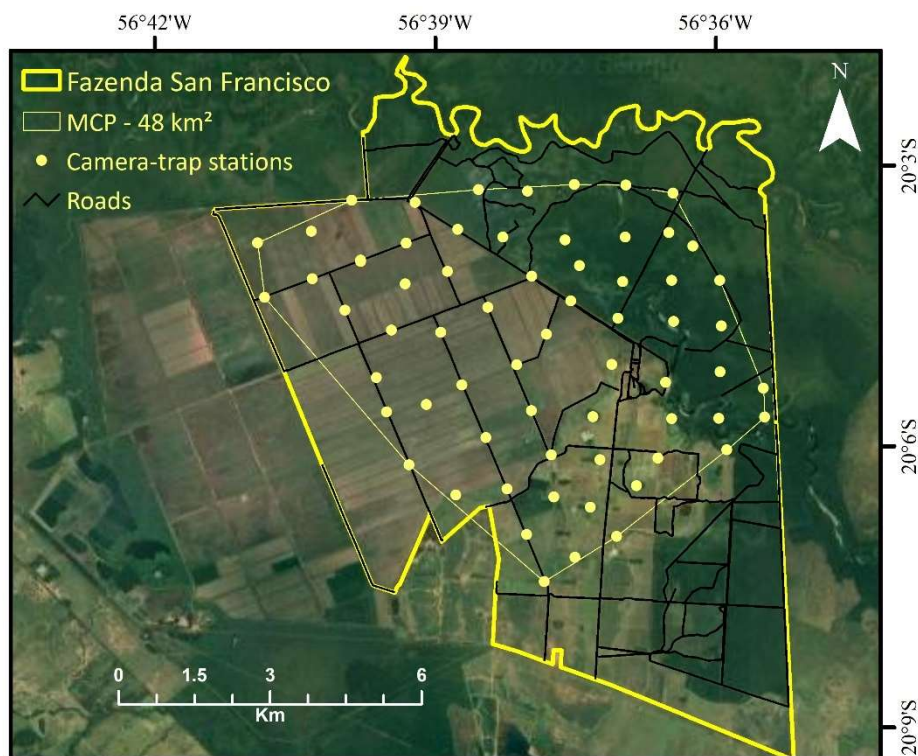 56°42'W 56°39'W 56°36'W
Fazenda San Francisco
MCP - 48 km²
Camera-trap stations
Roads
N
20°3'S
20°6'S
20°9'S
0 1.5 3 6
Km